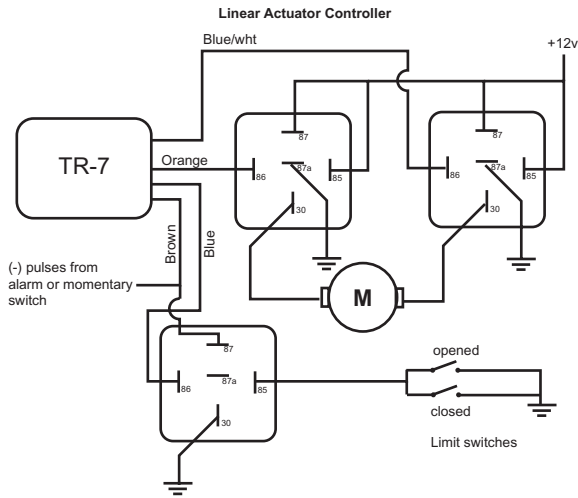 Linear Actuator Controller
Blue/wht
+12v
TR-7
Orange
87
87a
86
85
30
87
87a
86
85
30
Brown
Blue
(-) pulses from
alarm or momentary
switch
M
87
87a
86
85
30
opened
closed
Limit switches